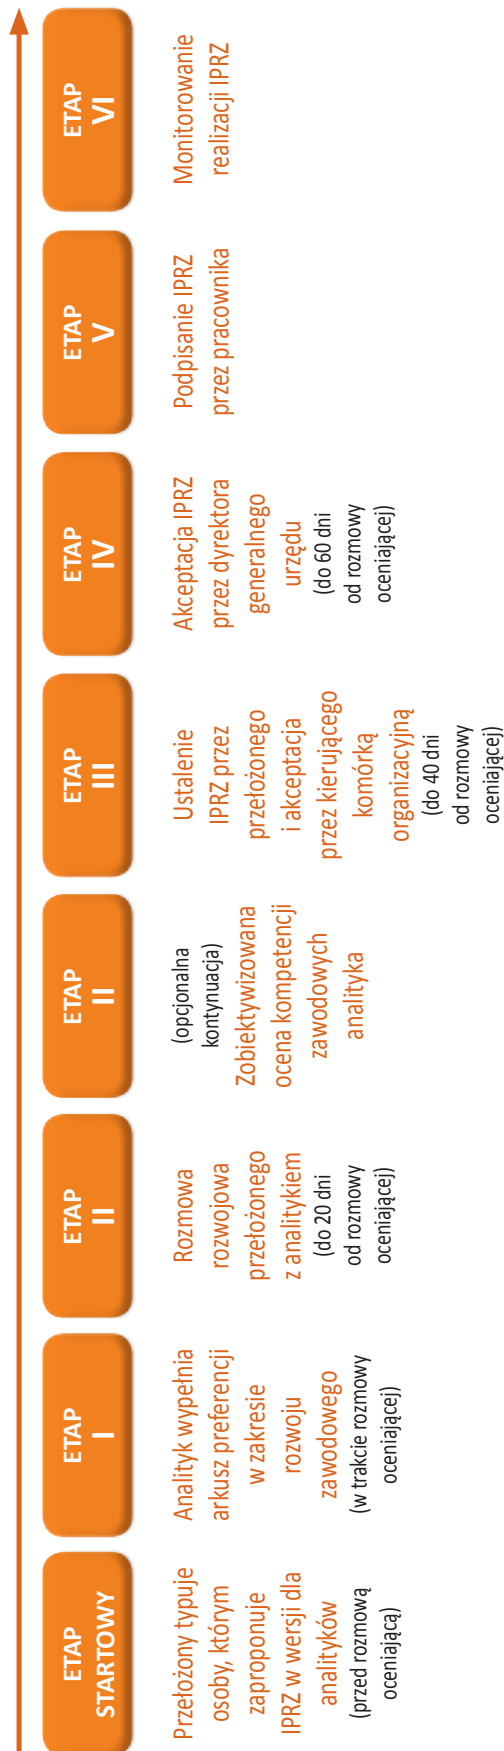 ETAP
STARTOWY
Przełożony typuje
osoby, którym
zaproponuje
IPRZ w wersji dla
analityków
(przed rozmową
oceniającą)
ETAP
I
Analityk wypełnia
arkusz preferencji
w zakresie
rozwoju
zawodowego
(w trakcie rozmowy
oceniającej)
ETAP
II
Rozmowa
rozwojowa
przełożonego
z analitykiem
(do 20 dni
od rozmowy
oceniającej)
ETAP
II
(opcjonalna
kontynuacja)
Zobiektywizowana
ocena kompetencji
zawodowych
analityka
ETAP
III
Ustalenie
IPRZ przez
przełożonego
i akceptacja
przez kierującego
komórką
organizacyjną
(do 40 dni
od rozmowy
oceniającej)
ETAP
IV
Akceptacja IPRZ
przez dyrektora
generalnego
urzędu
(do 60 dni
od rozmowy
oceniającej)
ETAP
V
Podpisanie IPRZ
przez pracownika
ETAP
VI
Monitorowanie
realizacji IPRZ